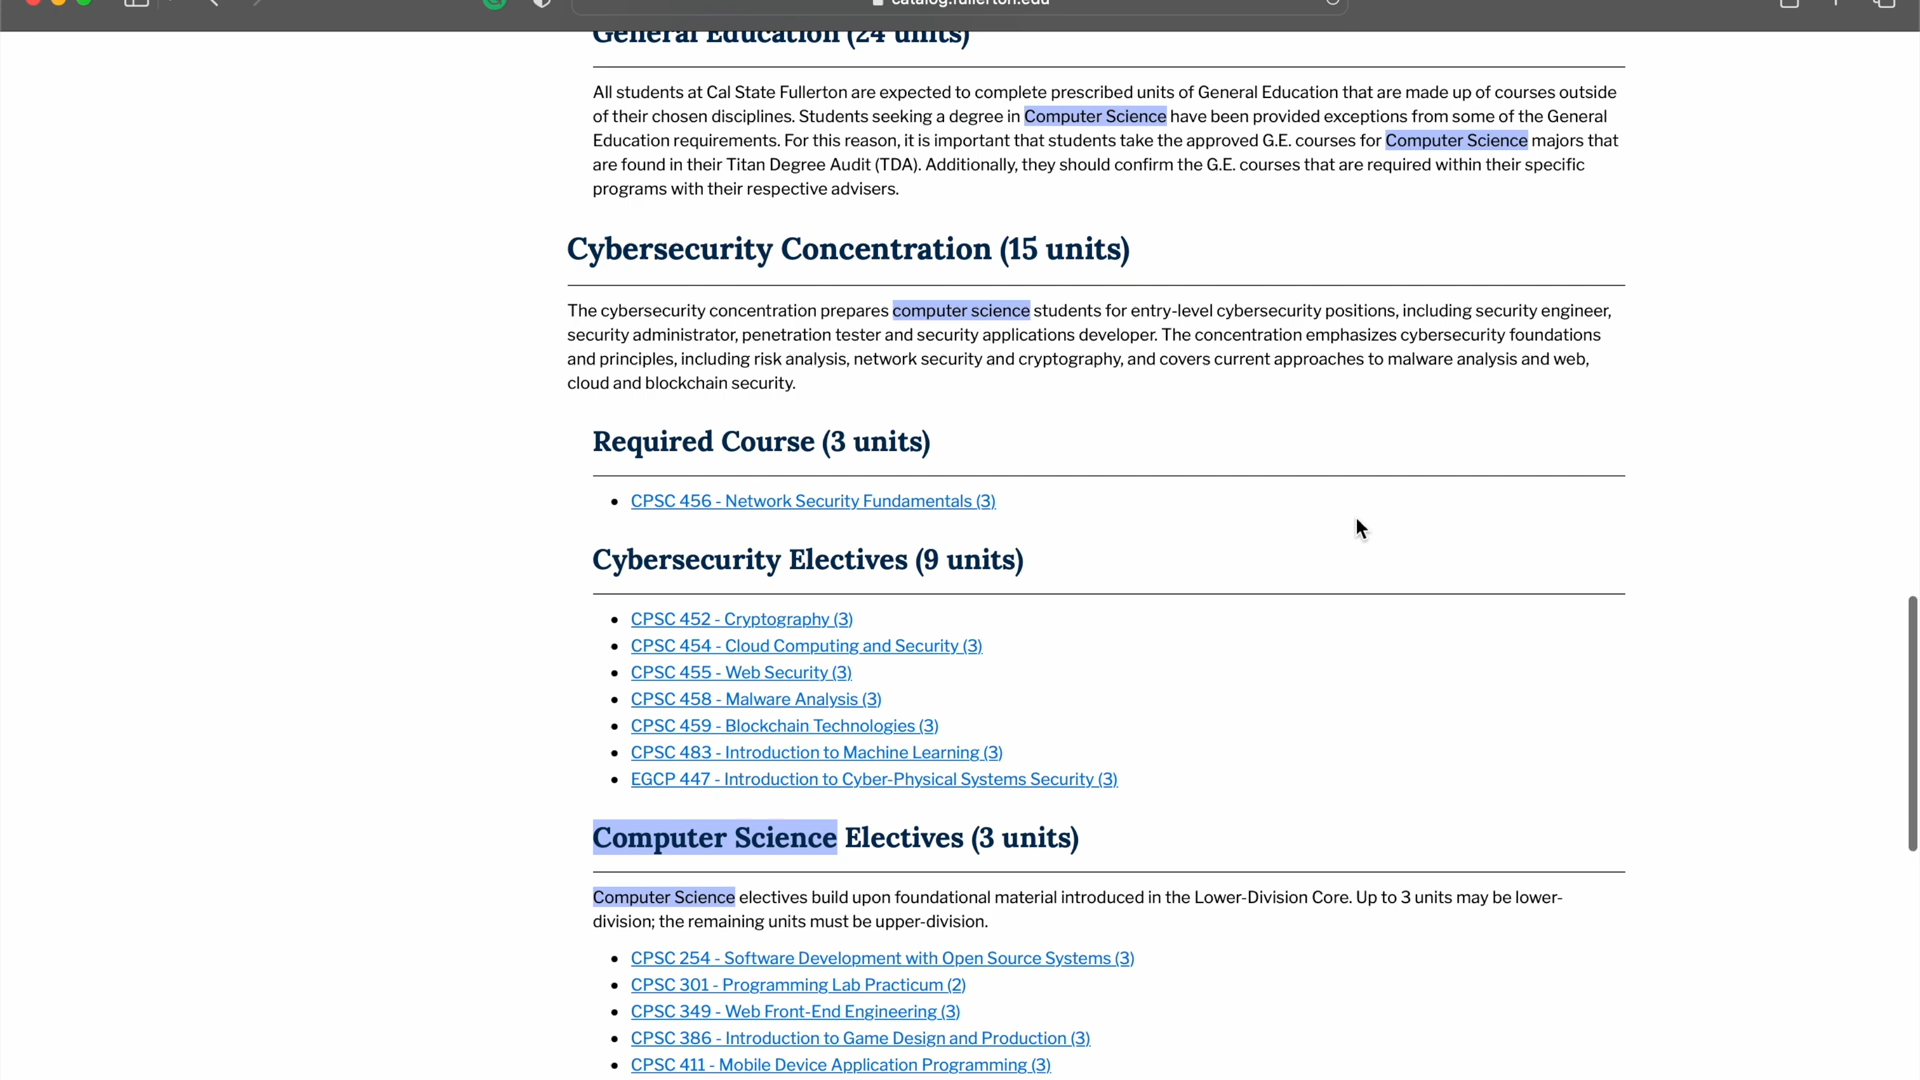 catalog.fullerton.edu
General Education (24 units)
All students at Cal State Fullerton are expected to complete prescribed units of General Education that are made up of courses outside
of their chosen disciplines. Students seeking a degree in Computer Science have been provided exceptions from some of the General
Education requirements. For this reason, it is important that students take the approved G.E. courses for Computer Science majors that
are found in their Titan Degree Audit (TDA). Additionally, they should confirm the G.E. courses that are required within their specific
programs with their respective advisers.
Cybersecurity Concentration (15 units)
The cybersecurity concentration prepares computer science students for entry-level cybersecurity positions, including security engineer,
security administrator, penetration tester and security applications developer. The concentration emphasizes cybersecurity foundations
and principles, including risk analysis, network security and cryptography, and covers current approaches to malware analysis and web,
cloud and blockchain security.
Required Course (3 units)
• CPSC 456 - Network Security Fundamentals (3)
Cybersecurity Electives (9 units)
• CPSC 452 - Cryptography (3)
• CPSC 454 - Cloud Computing and Security (3)
• CPSC 455 - Web Security (3)
• CPSC 458 - Malware Analysis (3)
• CPSC 459 - Blockchain Technologies (3)
• CPSC 483 - Introduction to Machine Learning (3)
• EGCP 447 - Introduction to Cyber-Physical Systems Security (3)
Computer Science Electives (3 units)
Computer Science electives build upon foundational material introduced in the Lower-Division Core. Up to 3 units may be lower-
division; the remaining units must be upper-division.
• CPSC 254 - Software Development with Open Source Systems (3)
• CPSC 301 - Programming Lab Practicum (2)
• CPSC 349 - Web Front-End Engineering (3)
• CPSC 386 - Introduction to Game Design and Production (3)
• CPSC 411 - Mobile Device Application Programming (3)